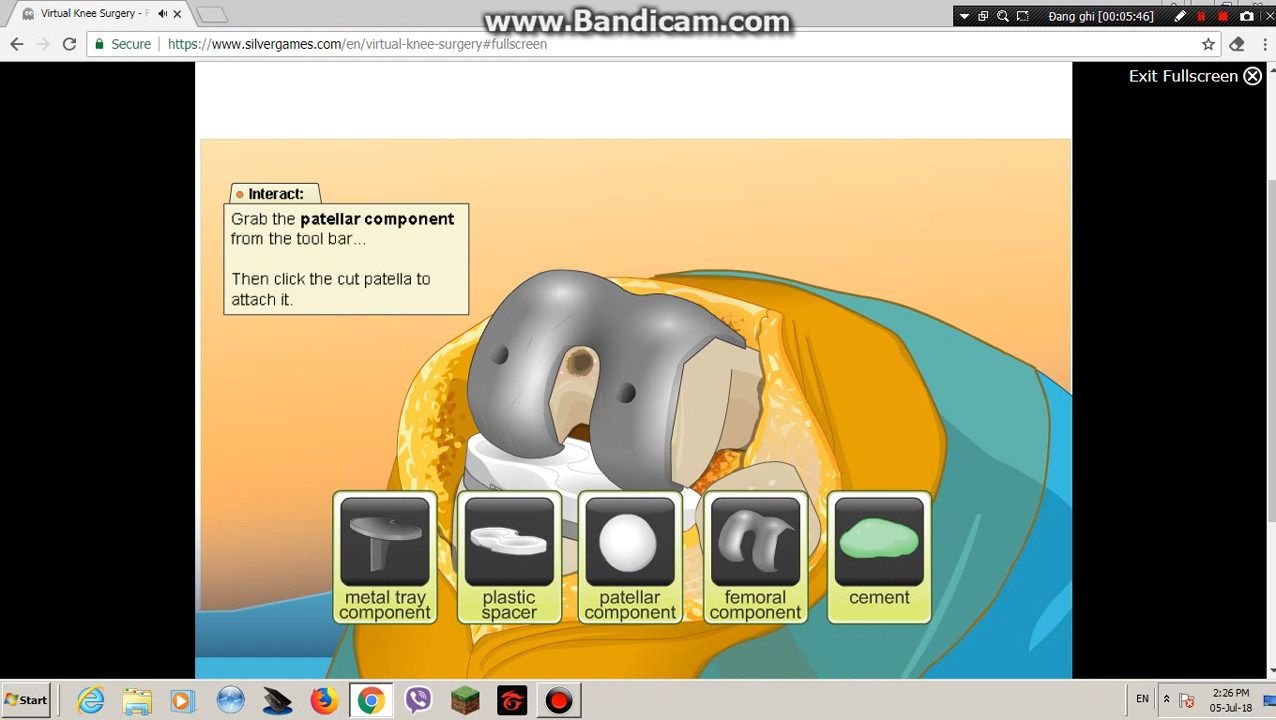 www.Bandicam.com
Virtual Knee Surgery - F
Đang ghi [00:05:46]
Secure
https://www.silvergames.com/en/virtual-knee-surgery#fullscreen
Exit Fullscreen
Interact:
Grab the patellar component
from the tool bar...
Then click the cut patella to
attach it.
metal tray
component
plastic
spacer
patellar
component
femoral
component
cement
Start
EN
2:26 PM
05-Jul-18